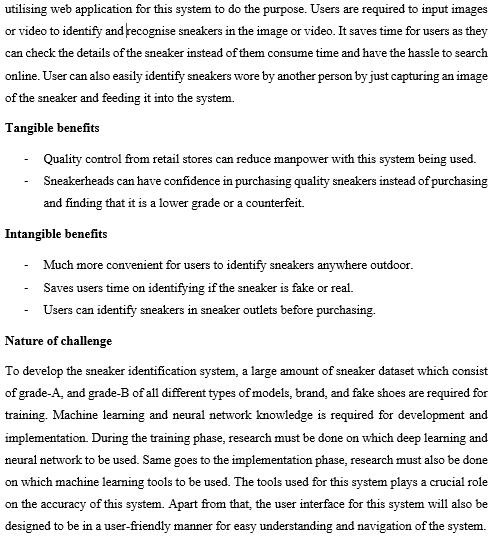 utilising web application for this system to do the purpose. Users are required to input images
or video to identify and recognise sneakers in the image or video. It saves time for users as they
can check the details of the sneaker instead of them consume time and have the hassle to search
online. User can also easily identify sneakers wore by another person by just capturing an image
of the sneaker and feeding it into the system.
Tangible benefits
- Quality control from retail stores can reduce manpower with this system being used.
- Sneakerheads can have confidence in purchasing quality sneakers instead of purchasing
and finding that it is a lower grade or a counterfeit.
Intangible benefits
- Much more convenient for users to identify sneakers anywhere outdoor.
- Saves users time on identifying if the sneaker is fake or real.
- Users can identify sneakers in sneaker outlets before purchasing.
Nature of challenge
To develop the sneaker identification system, a large amount of sneaker dataset which consist
of grade-A, and grade-B of all different types of models, brand, and fake shoes are required for
training. Machine learning and neural network knowledge is required for development and
implementation. During the training phase, research must be done on which deep learning and
neural network to be used. Same goes to the implementation phase, research must also be done
on which machine learning tools to be used. The tools used for this system plays a crucial role
on the accuracy of this system. Apart from that, the user interface for this system will also be
designed to be in a user-friendly manner for easy understanding and navigation of the system.